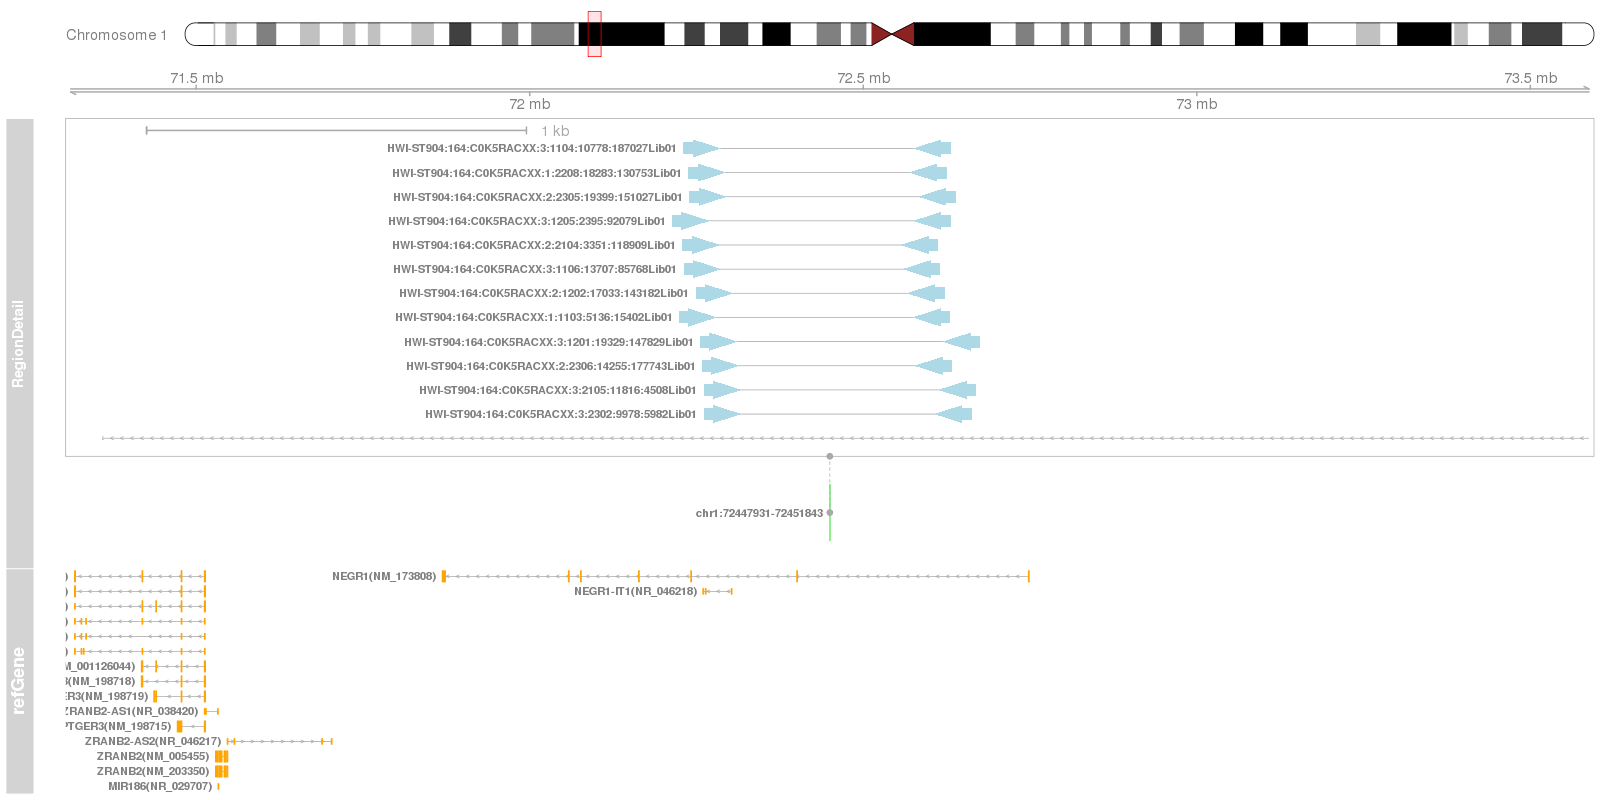 Chromosome 1
71.5 mb
72.5 mb
73.5 mb
72 mb
73 mb
RegionDetail
1 kb
HWI-ST904:164:C0K5RACXX:3:1104:10778:187027Lib01
HWI-ST904:164:C0K5RACXX:1:2208:18283:130753Lib01
HWI-ST904:164:C0K5RACXX:2:2305:19399:151027Lib01
HWI-ST904:164:C0K5RACXX:3:1205:2395:92079Lib01
HWI-ST904:164:C0K5RACXX:2:2104:3351:118909Lib01
HWI-ST904:164:C0K5RACXX:3:1106:13707:85768Lib01
HWI-ST904:164:C0K5RACXX:2:1202:17033:143182Lib01
HWI-ST904:164:C0K5RACXX:1:1103:5136:15402Lib01
HWI-ST904:164:C0K5RACXX:3:1201:19329:147829Lib01
HWI-ST904:164:C0K5RACXX:2:2306:14255:177743Lib01
HWI-ST904:164:C0K5RACXX:3:2105:11816:4508Lib01
HWI-ST904:164:C0K5RACXX:3:2302:9978:5982Lib01
chr1:72447931-72451843
refGene
)
NEGR1(NM_173808)
)
NEGR1-IT1(NR_046218)
)
)
)
)
M_001126044)
(NM_198718)
ER3(NM_198719)
ZRANB2-AS1(NR_038420)
PTGER3(NM_198715)
ZRANB2-AS2(NR_046217)
ZRANB2(NM_005455)
ZRANB2(NM_203350)
MIR186(NR_029707)